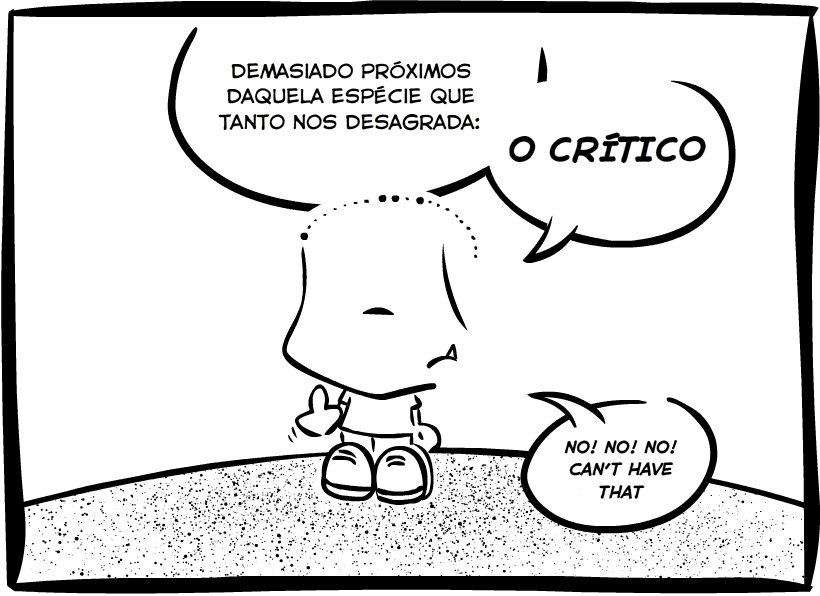 DEMASIADO PRÓXIMOS
DAQUELA ESPÉCIE QUE
TANTO NOS DESAGRADA:
O CRÍTICO
NO! NO! NO!
CAN'T HAVE
THAT